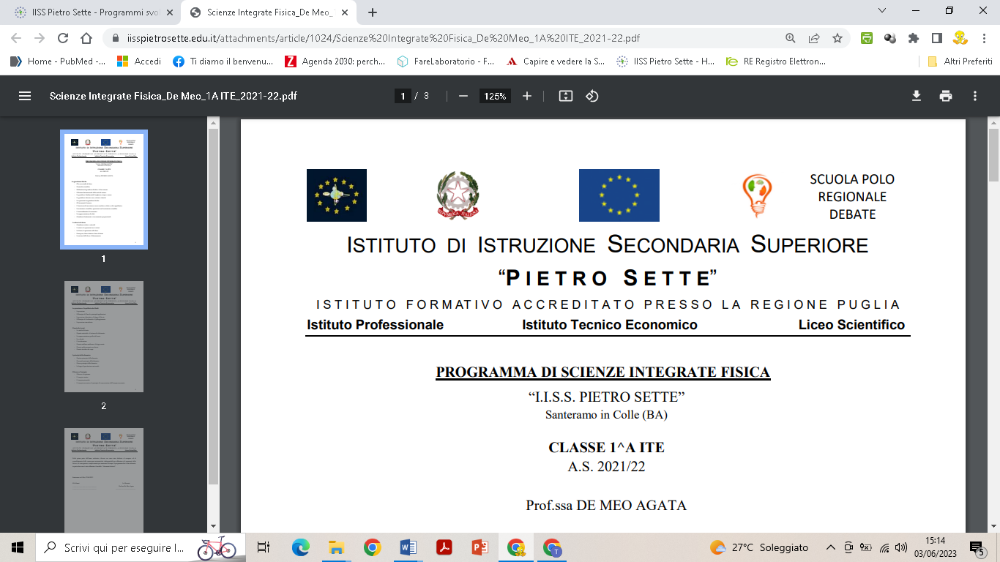 IISS Pietro Sette - Programmi svol
Scienze Integrate Fisica_De Meo_1
iisspietrosette.edu.it/attachments/article/1024/Scienze%20Integrate%20Fisica_De%20Meo_1A%20ITE_2021-22.pdf
Home - PubMed -... Accedi Ti diamo il benvenu... Agenda 2030: perch... FareLaboratorio - F... Capire e vedere la S... IISS Pietro Sette - H... RE Registro Elettron... Altri Preferiti
Scienze Integrate Fisica_De Meo_1A ITE_2021-22.pdf 1 / 3 125%
1
2
SCUOLA POLO
REGIONALE
DEBATE
ISTITUTO DI ISTRUZIONE SECONDARIA SUPERIORE
“PIETRO SETTE”
ISTITUTO FORMATIVO ACCREDITATO PRESSO LA REGIONE PUGLIA
Istituto Professionale Istituto Tecnico Economico Liceo Scientifico
PROGRAMMA DI SCIENZE INTEGRATE FISICA
“I.I.S.S. PIETRO SETTE”
Santeramo in Colle (BA)
CLASSE 1^A ITE
A.S. 2021/22
Prof.ssa DE MEO AGATA
Scrivi qui per eseguire l...
27°C Soleggiato
15:14
03/06/2023
5